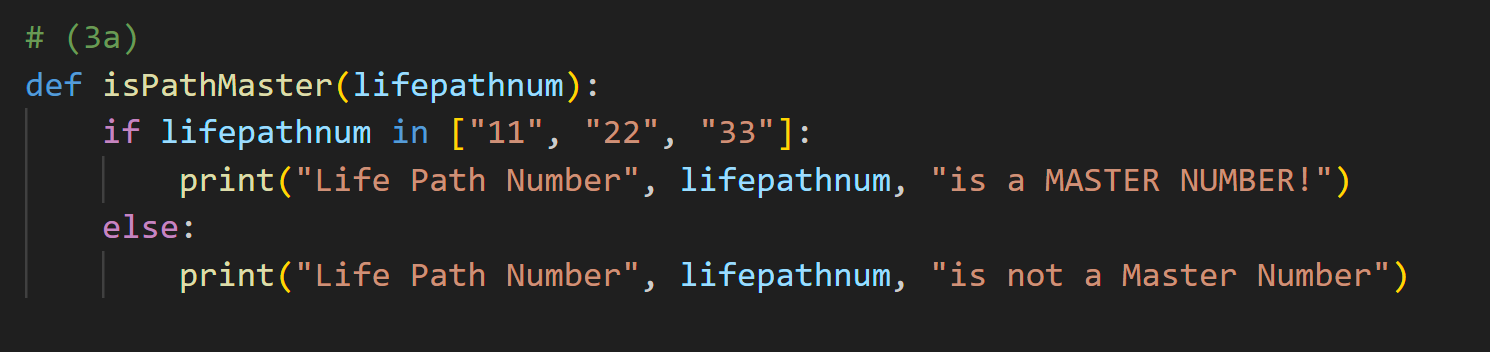 # (3a)
def isPathMaster(lifepathnum):
    if lifepathnum in ["11", "22", "33"]:
        print("Life Path Number", lifepathnum, "is a MASTER NUMBER!")
    else:
        print("Life Path Number", lifepathnum, "is not a Master Number")